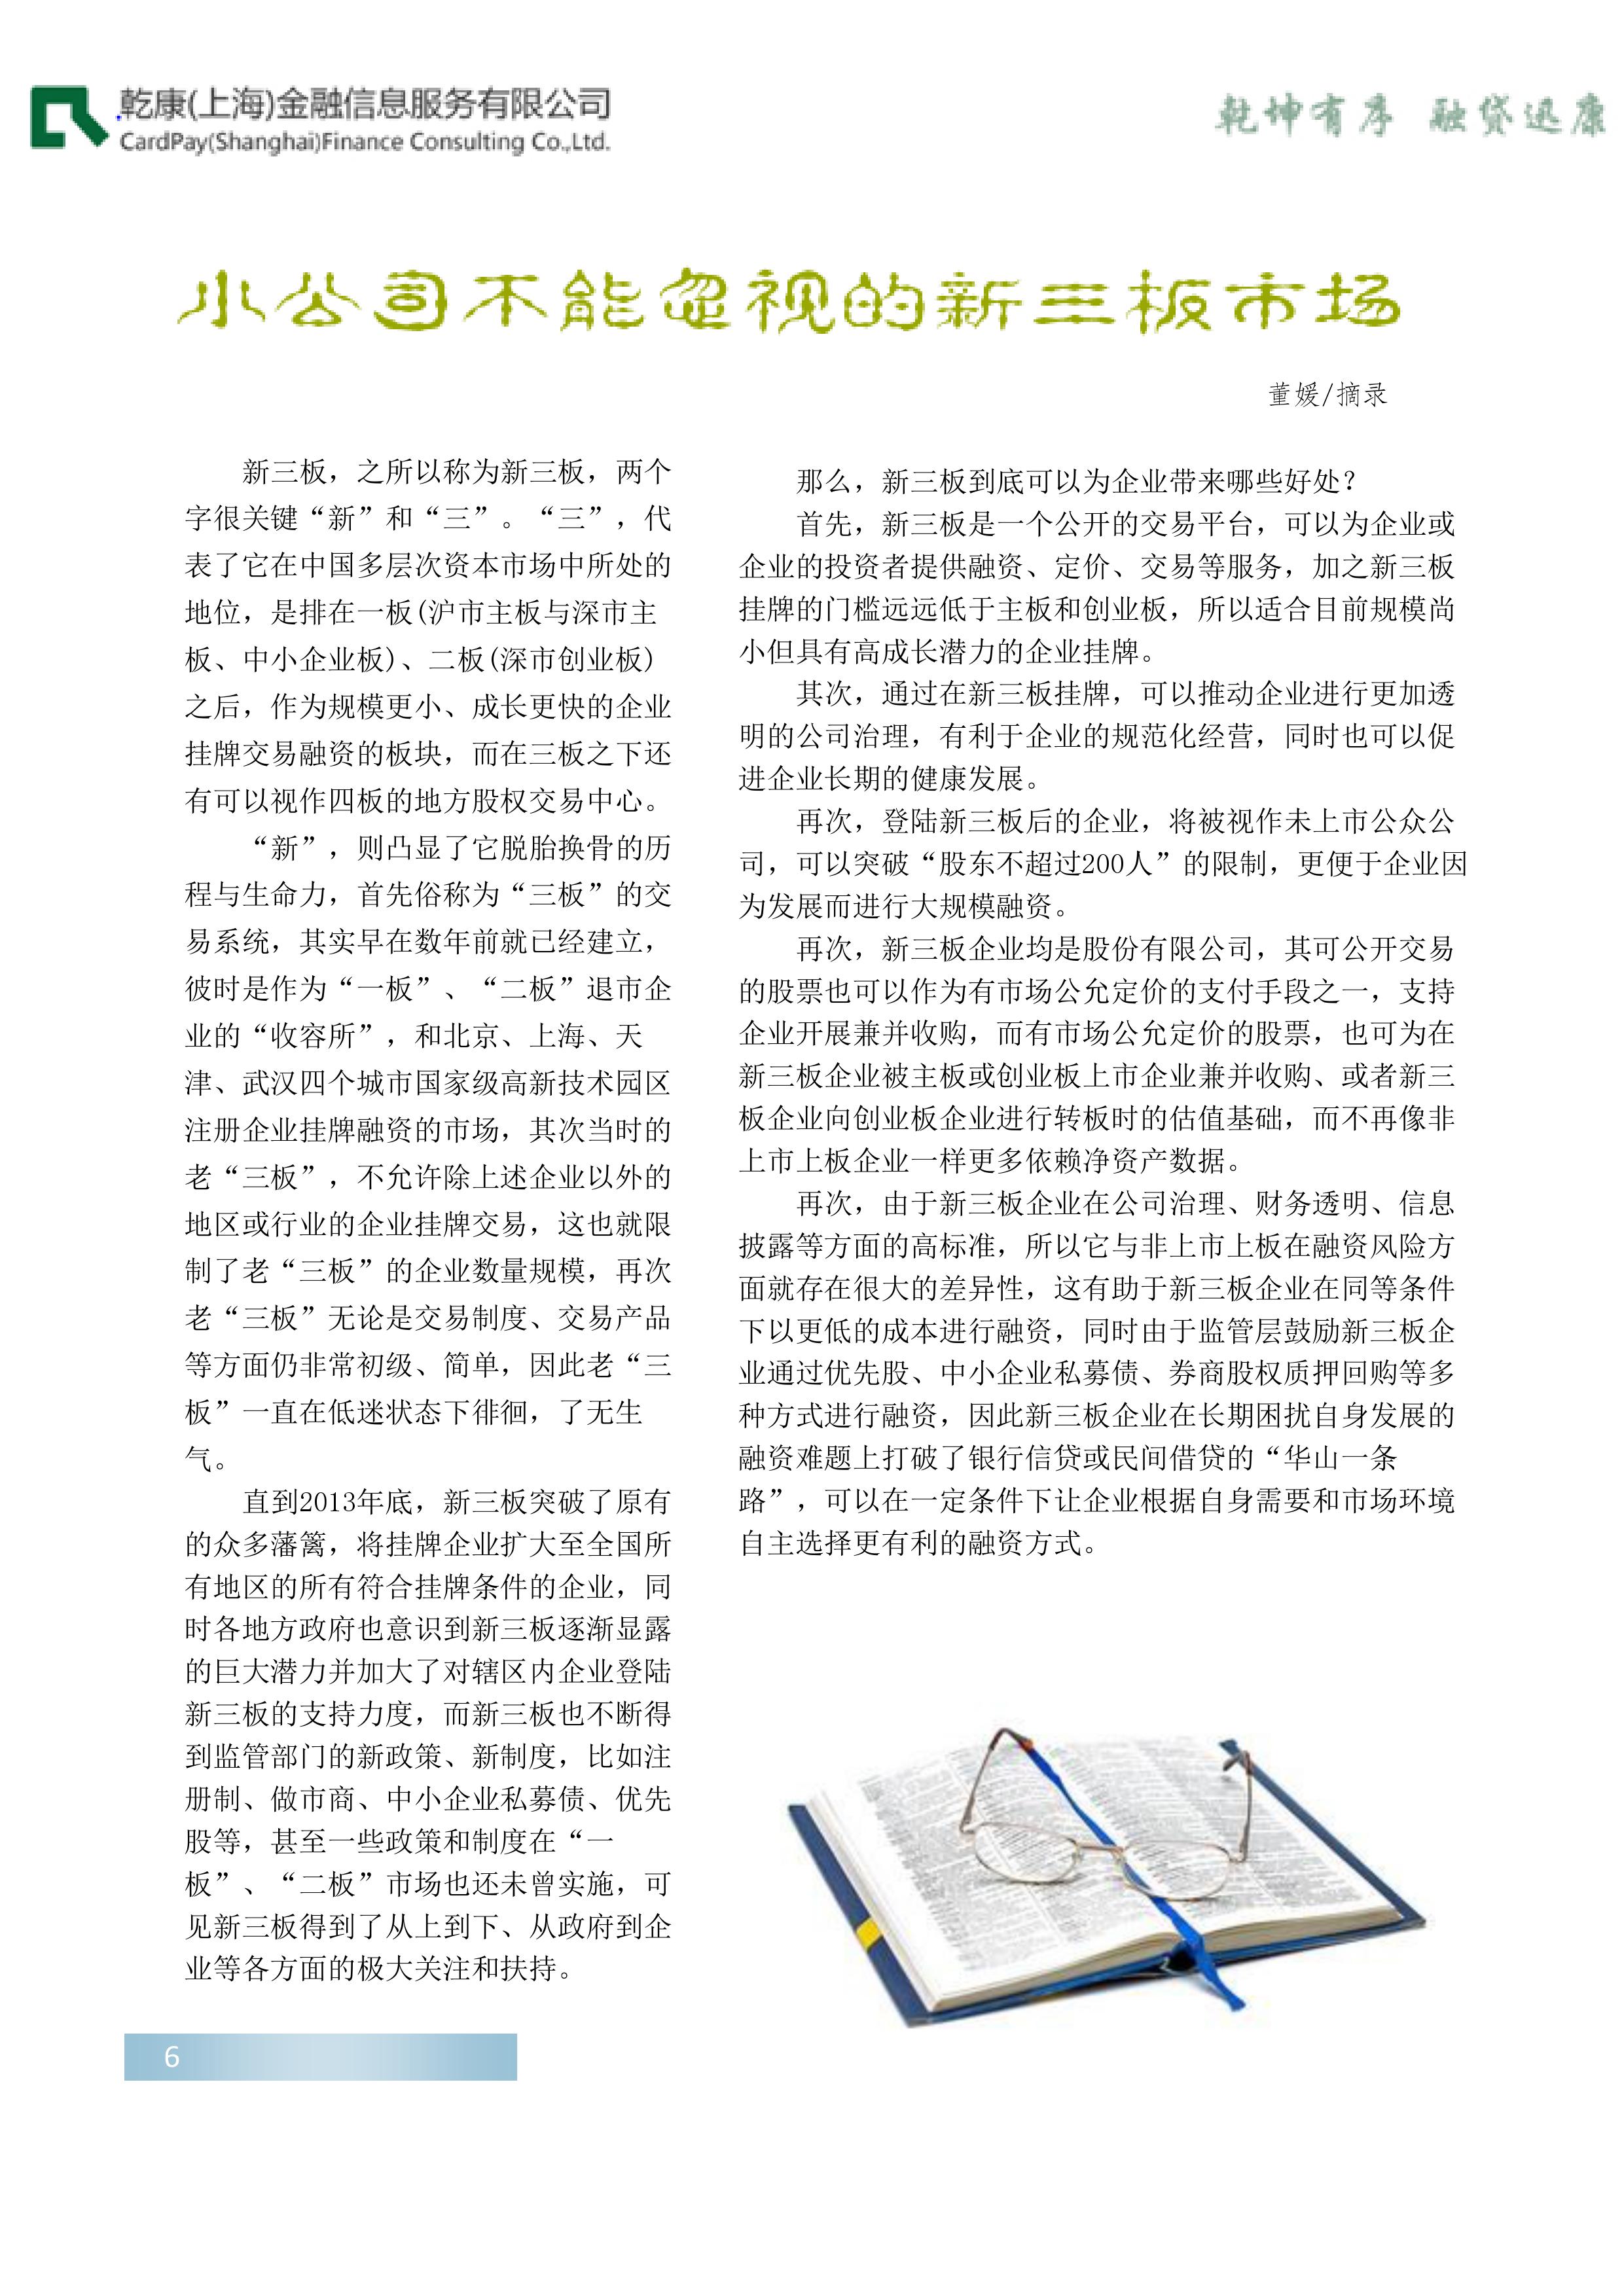 乾康(上海)金融信息服务有限公司
CardPay(Shanghai)Finance Consulting Co.,Ltd.
乾坤有序 融贷迅康
小公司不能忽视的新三板市场
董媛/摘录
新三板，之所以称为新三板，两个
字很关键“新”和“三”。“三”，代
表了它在中国多层次资本市场中所处的
地位，是排在一板(沪市主板与深市主
板、中小企业板)、二板(深市创业板)
之后，作为规模更小、成长更快的企业
挂牌交易融资的板块，而在三板之下还
有可以视作四板的地方股权交易中心。
“新”，则凸显了它脱胎换骨的历
程与生命力，首先俗称为“三板”的交
易系统，其实早在数年前就已经建立，
彼时是作为“一板”、“二板”退市企
业的“收容所”，和北京、上海、天
津、武汉四个城市国家级高新技术园区
注册企业挂牌融资的市场，其次当时的
老“三板”，不允许除上述企业以外的
地区或行业的企业挂牌交易，这也就限
制了老“三板”的企业数量规模，再次
老“三板”无论是交易制度、交易产品
等方面仍非常初级、简单，因此老“三
板”一直在低迷状态下徘徊，了无生
气。
直到2013年底，新三板突破了原有
的众多藩篱，将挂牌企业扩大至全国所
有地区的所有符合挂牌条件的企业，同
时各地方政府也意识到新三板逐渐显露
的巨大潜力并加大了对辖区内企业登陆
新三板的支持力度，而新三板也不断得
到监管部门的新政策、新制度，比如注
册制、做市商、中小企业私募债、优先
股等，甚至一些政策和制度在“一
板”、“二板”市场也还未曾实施，可
见新三板得到了从上到下、从政府到企
业等各方面的极大关注和扶持。
那么，新三板到底可以为企业带来哪些好处？
首先，新三板是一个公开的交易平台，可以为企业或
企业的投资者提供融资、定价、交易等服务，加之新三板
挂牌的门槛远远低于主板和创业板，所以适合目前规模尚
小但具有高成长潜力的企业挂牌。
其次，通过在新三板挂牌，可以推动企业进行更加透
明的公司治理，有利于企业的规范化经营，同时也可以促
进企业长期的健康发展。
再次，登陆新三板后的企业，将被视作未上市公众公
司，可以突破“股东不超过200人”的限制，更便于企业因
为发展而进行大规模融资。
再次，新三板企业均是股份有限公司，其可公开交易
的股票也可以作为有市场公允定价的支付手段之一，支持
企业开展兼并收购，而有市场公允定价的股票，也可为在
新三板企业被主板或创业板上市企业兼并收购、或者新三
板企业向创业板企业进行转板时的估值基础，而不再像非
上市上板企业一样更多依赖净资产数据。
再次，由于新三板企业在公司治理、财务透明、信息
披露等方面的高标准，所以它与非上市上板在融资风险方
面就存在很大的差异性，这有助于新三板企业在同等条件
下以更低的成本进行融资，同时由于监管层鼓励新三板企
业通过优先股、中小企业私募债、券商股权质押回购等多
种方式进行融资，因此新三板企业在长期困扰自身发展的
融资难题上打破了银行信贷或民间借贷的“华山一条
路”，可以在一定条件下让企业根据自身需要和市场环境
自主选择更有利的融资方式。
6